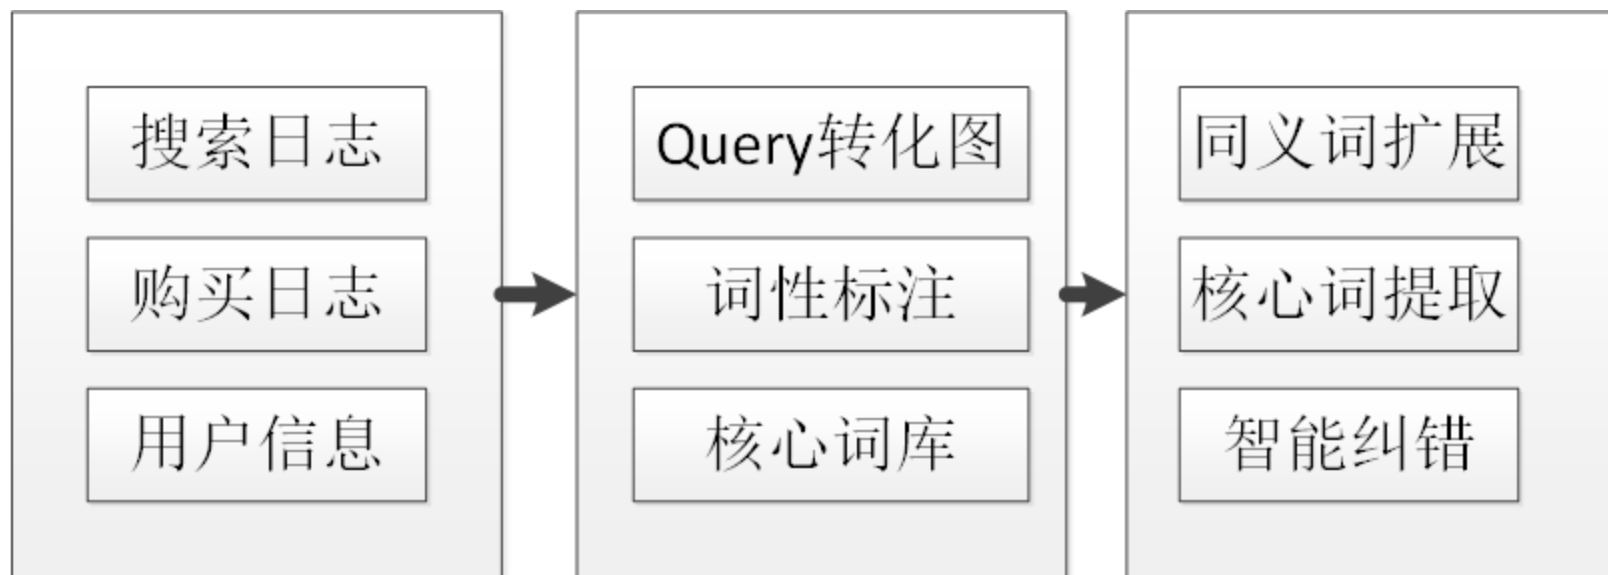 搜索日志
购买日志
用户信息
Query转化图
词性标注
核心词库
同义词扩展
核心词提取
智能纠错